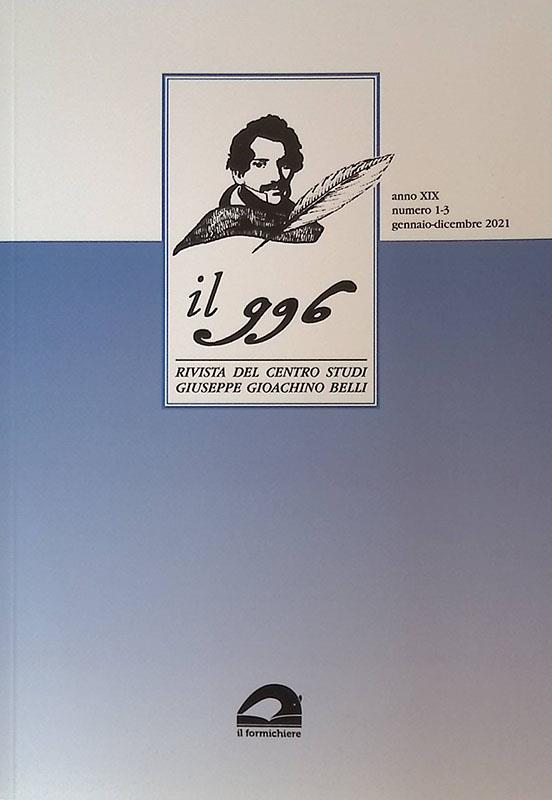 anno XIX
numero 1-3
gennaio-dicembre 2021
il 996
RIVISTA DEL CENTRO STUDI
GIUSEPPE GIOACHINO BELLI
il formichiere